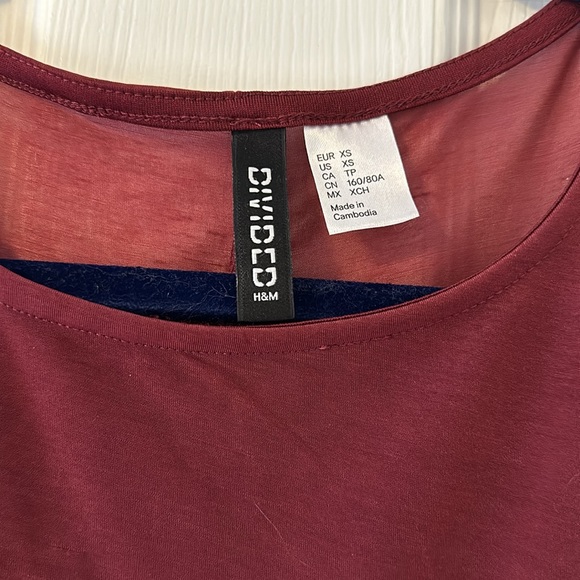 DIVIDED
H&M
EUR XS
US XS
CA TP
CN 160/80A
MX XCH
Made in
Cambodia